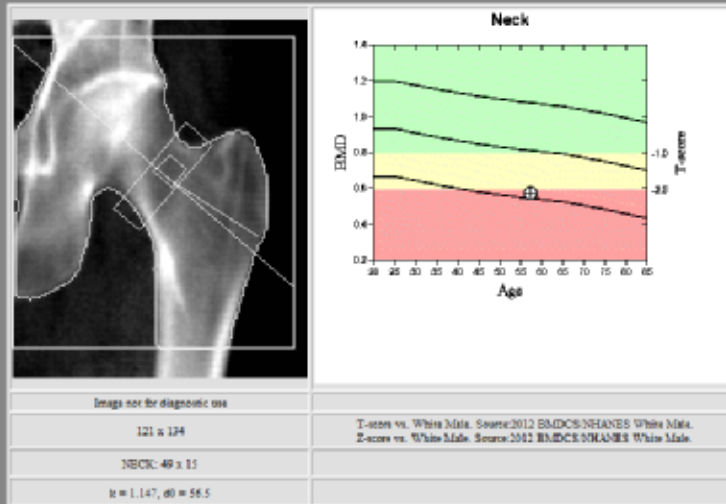 Neck
1.4
1.2
1.0
0.8
0.6
0.4
0.2
BMD
-1.0
T-score
20 25 30 35 40 45 50 55 60 65 70 75 80 85
Age
Image not for diagnostic use
121 x 134
T-score vs. White Male. Source:2012 BMDCS/NHANES White Male.
Z-score vs. White Male. Source:2012 BMDCS/NHANES White Male.
NECK: 49 x 15
k = 1.147, d0 = 56.5